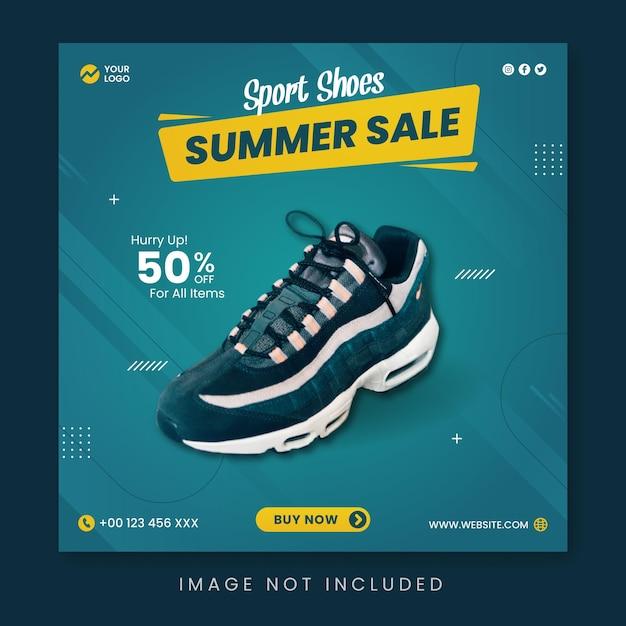 YOUR
LOGO
Sport Shoes
SUMMER SALE
Hurry Up!
50% OFF
For All Items
+00 123 456 XXX
BUY NOW
WWW.WEBSITE.COM
IMAGE NOT INCLUDED